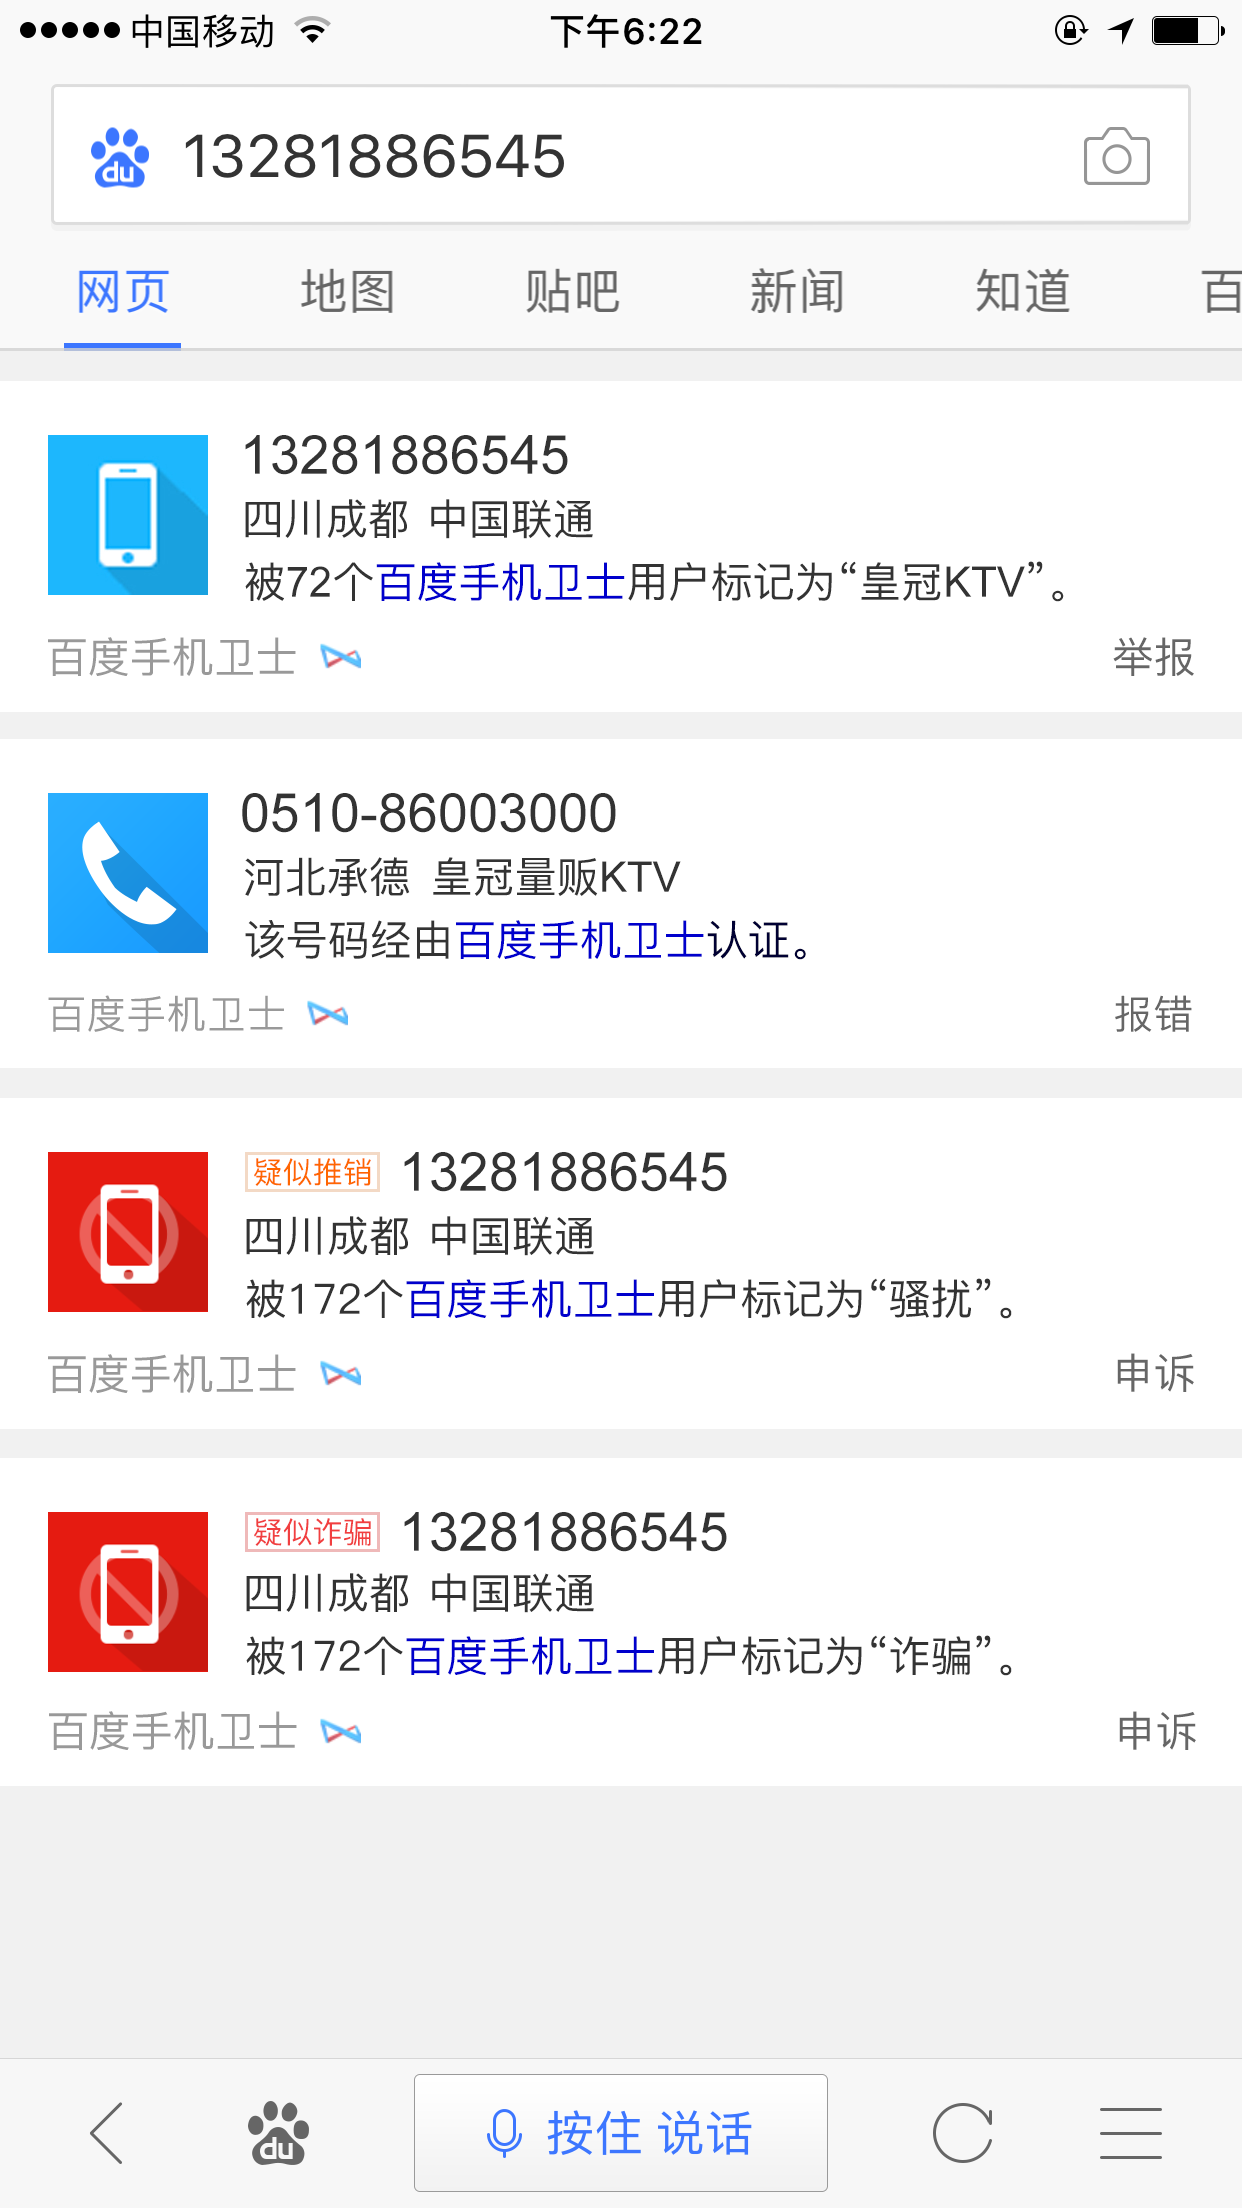 中国移动 下午6:22
du 13281886545
网页 地图 贴吧 新闻 知道 百
13281886545
四川成都 中国联通
被72个百度手机卫士用户标记为“皇冠KTV”。
百度手机卫士 举报
0510-86003000
河北承德 皇冠量贩KTV
该号码经由百度手机卫士认证。
百度手机卫士 报错
疑似推销 13281886545
四川成都 中国联通
被172个百度手机卫士用户标记为“骚扰”。
百度手机卫士 申诉
疑似诈骗 13281886545
四川成都 中国联通
被172个百度手机卫士用户标记为“诈骗”。
百度手机卫士 申诉
du 按住 说话